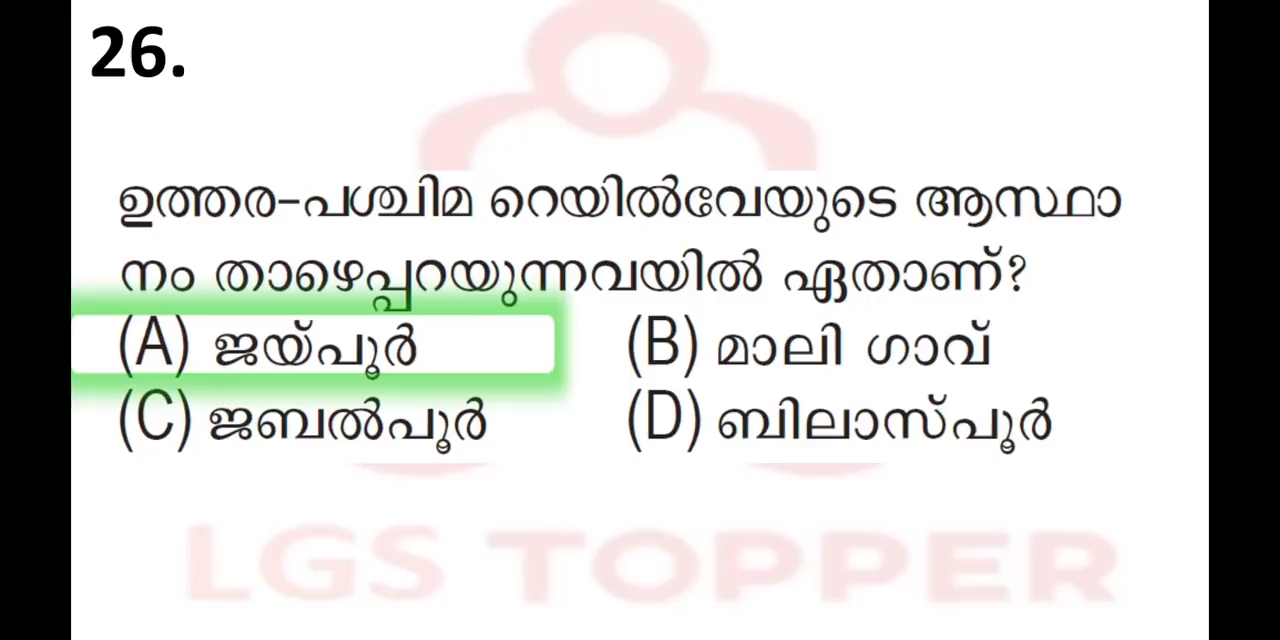 26.
ഉത്തര-പശ്ചിമ റെയിൽവേയുടെ ആസ്ഥാ
നം താഴെപ്പറയുന്നവയിൽ ഏതാണ്?
(A) ജയ്പൂർ (B) മാലി ഗാവ്
(C) ജബൽപൂർ (D) ബിലാസ്പൂർ
LGS TOPPER